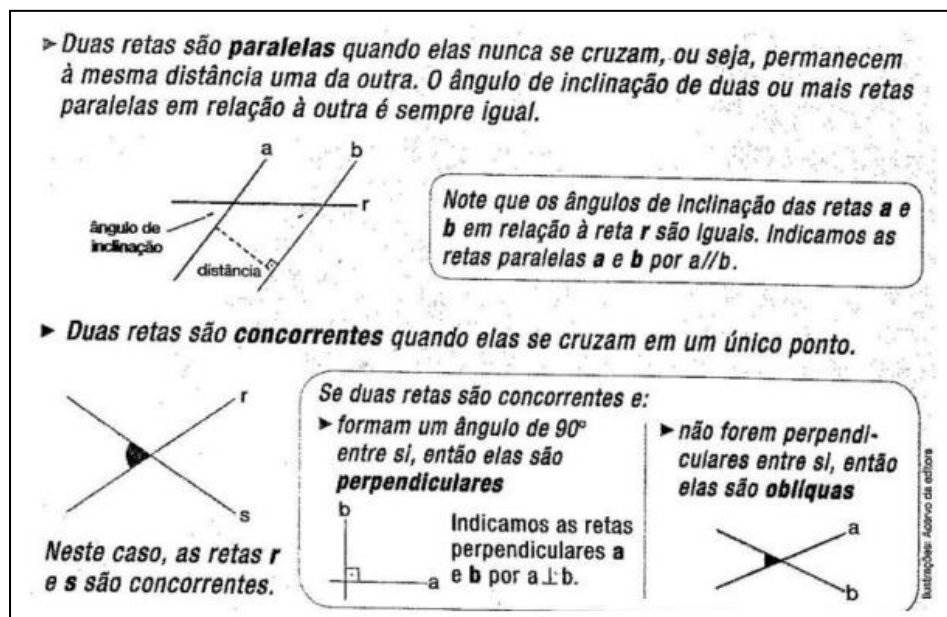 ➤ Duas retas são paralelas quando elas nunca se cruzam, ou seja, permanecem
à mesma distância uma da outra. O ângulo de inclinação de duas ou mais retas
paralelas em relação à outra é sempre igual.
a
b
r
ângulo de
inclinação
distância
Note que os ângulos de inclinação das retas a e
b em relação à reta r são iguais. Indicamos as
retas paralelas a e b por a//b.
► Duas retas são concorrentes quando elas se cruzam em um único ponto.
r
s
Neste caso, as retas r
e s são concorrentes.
Se duas retas são concorrentes e:
► formam um ângulo de 90º
entre si, então elas são
perpendiculares
b
a
Indicamos as retas
perpendiculares a
e b por a⊥b.
► não forem perpendi-
culares entre si, então
elas são oblíquas
a
b
Ilustrações: Acervo da editora